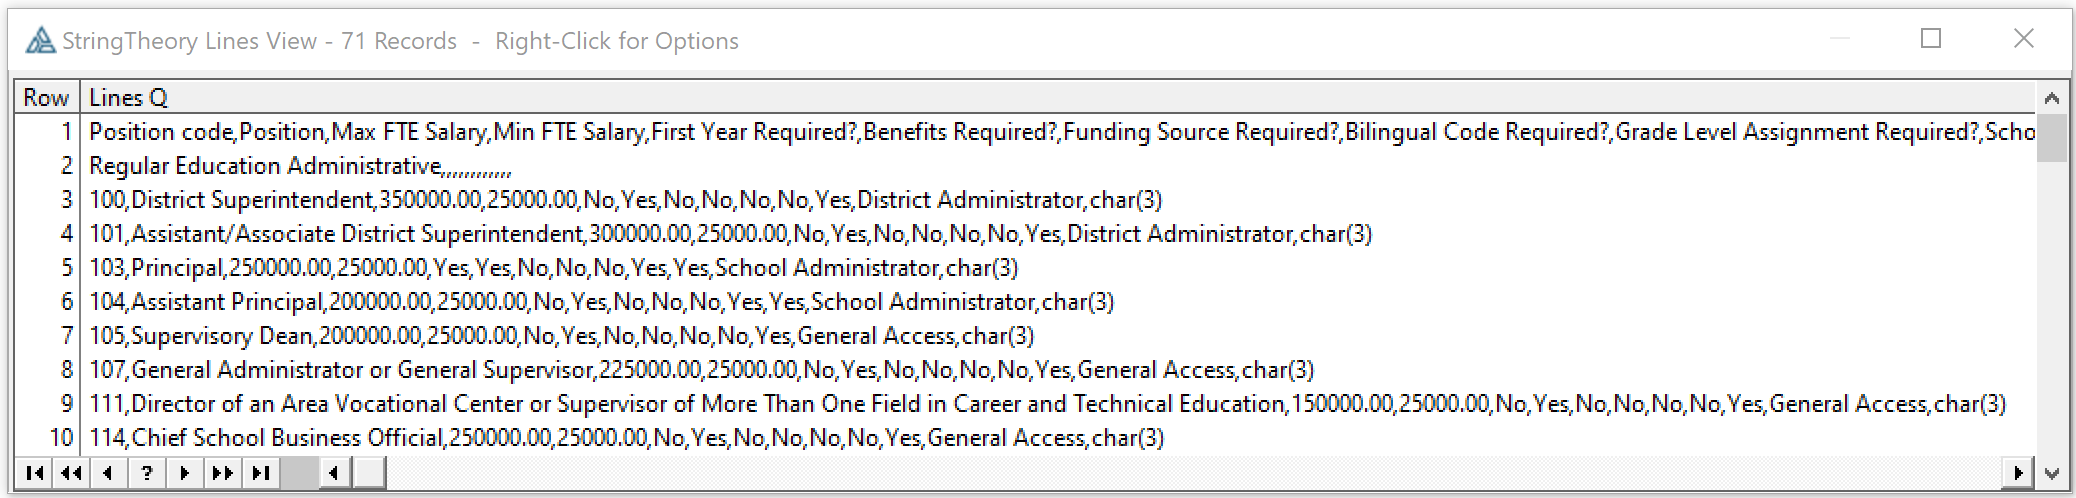 StringTheory Lines View - 71 Records  -  Right-Click for Options
Row Lines Q
1 Position code,Position,Max FTE Salary,Min FTE Salary,First Year Required?,Benefits Required?,Funding Source Required?,Bilingual Code Required?,Grade Level Assignment Required?,Scho
2 Regular Education Administrative,,,,,,,,,,,,
3 100,District Superintendent,350000.00,25000.00,No,Yes,No,No,No,No,Yes,District Administrator,char(3)
4 101,Assistant/Associate District Superintendent,300000.00,25000.00,No,Yes,No,No,No,No,Yes,District Administrator,char(3)
5 103,Principal,250000.00,25000.00,Yes,Yes,No,No,No,Yes,Yes,School Administrator,char(3)
6 104,Assistant Principal,200000.00,25000.00,No,Yes,No,No,No,Yes,Yes,School Administrator,char(3)
7 105,Supervisory Dean,200000.00,25000.00,No,Yes,No,No,No,No,Yes,General Access,char(3)
8 107,General Administrator or General Supervisor,225000.00,25000.00,No,Yes,No,No,No,No,Yes,General Access,char(3)
9 111,Director of an Area Vocational Center or Supervisor of More Than One Field in Career and Technical Education,150000.00,25000.00,No,Yes,No,No,No,No,Yes,General Access,char(3)
10 114,Chief School Business Official,250000.00,25000.00,No,Yes,No,No,No,No,Yes,General Access,char(3)
?